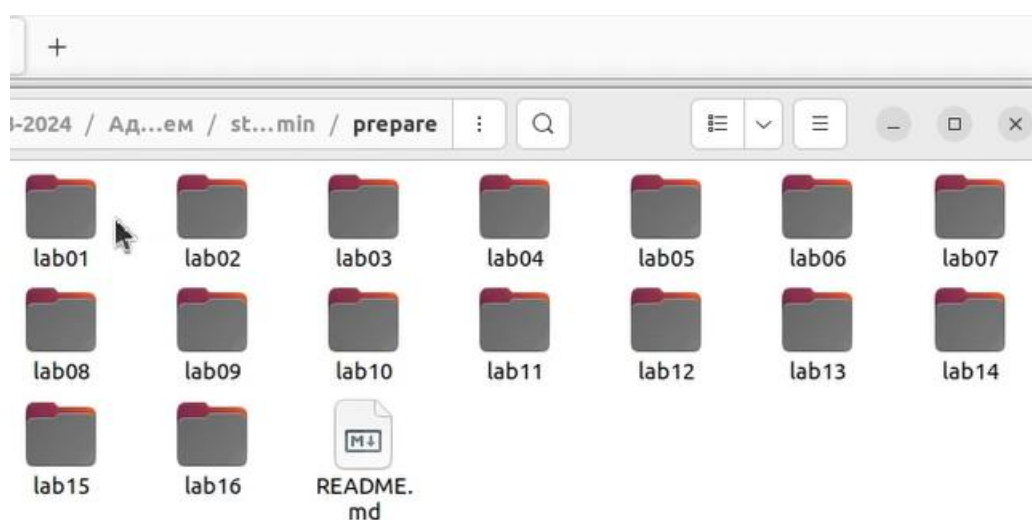 -2024 / Ад...ем / st...min / prepare
lab01 lab02 lab03 lab04 lab05 lab06 lab07
lab08 lab09 lab10 lab11 lab12 lab13 lab14
lab15 lab16 README.
md